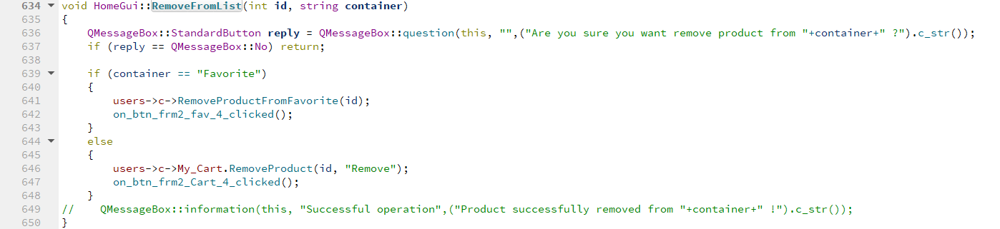 634 void HomeGui::RemoveFromList(int id, string container)
635 {
636     QMessageBox::StandardButton reply = QMessageBox::question(this, "",("Are you sure you want remove product from "+container+" ?").c_str());
637     if (reply == QMessageBox::No) return;
638
639     if (container == "Favorite")
640     {
641         users->c->RemoveProductFromFavorite(id);
642         on_btn_frm2_fav_4_clicked();
643     }
644     else
645     {
646         users->c->My_Cart.RemoveProduct(id, "Remove");
647         on_btn_frm2_Cart_4_clicked();
648     }
649 //    QMessageBox::information(this, "Successful operation",("Product successfully removed from "+container+" !").c_str());
650 }